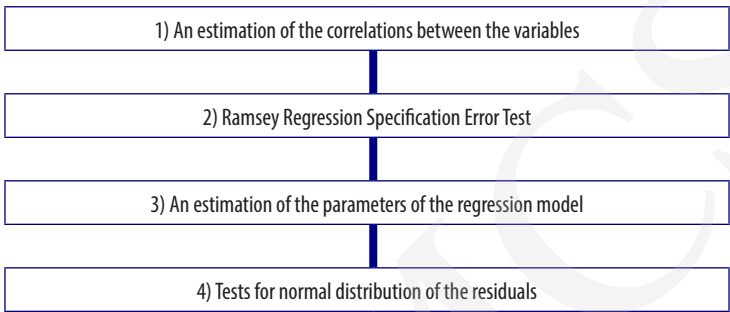 1) An estimation of the correlations between the variables
2) Ramsey Regression Specification Error Test
3) An estimation of the parameters of the regression model
4) Tests for normal distribution of the residuals